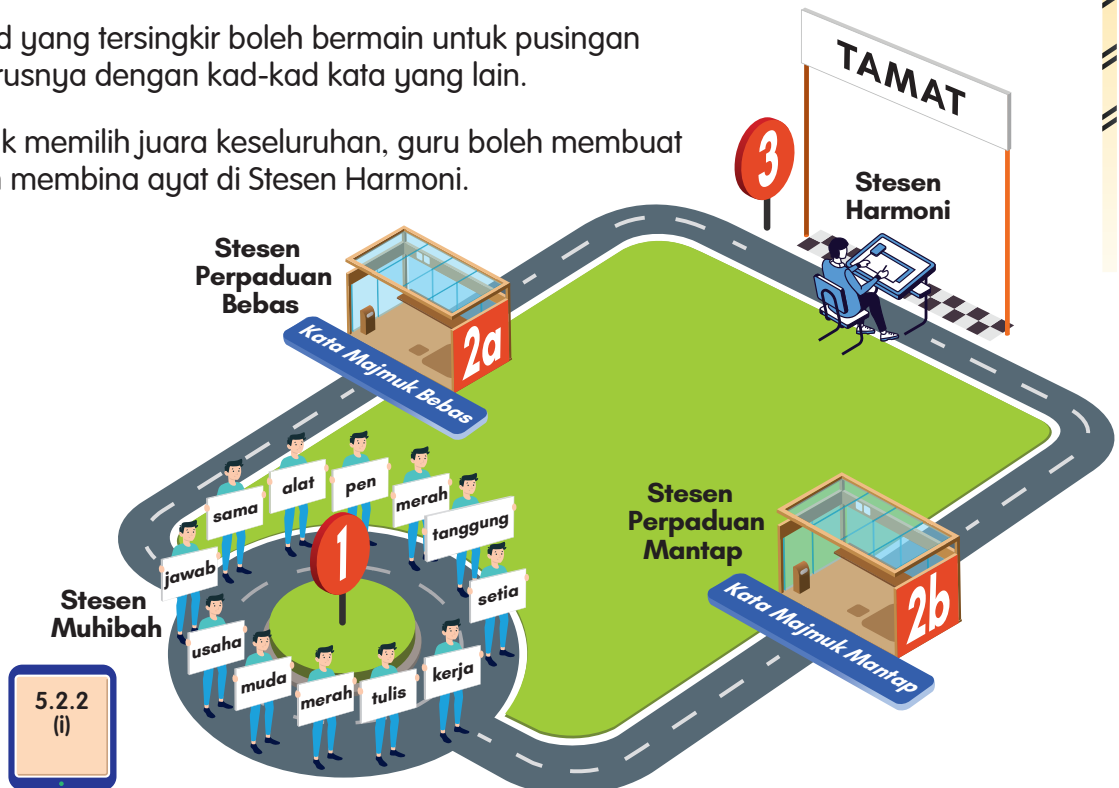 yang tersingkir boleh bermain untuk pusingan
dengan kad-kad kata yang lain.
memilih juara keseluruhan, guru boleh membuat
membina ayat di Stesen Harmoni.
TAMAT
3
Stesen
Harmoni
Stesen
Perpaduan
Bebas
2a
Kata Majmuk Bebas
alat
pen
merah
sama
tanggung
jawab
1
setia
Stesen
Muhibah
usaha
muda
merah
tulis
kerja
Stesen
Perpaduan
Mantap
2b
Kata Majmuk Mantap
5.2.2
(i)